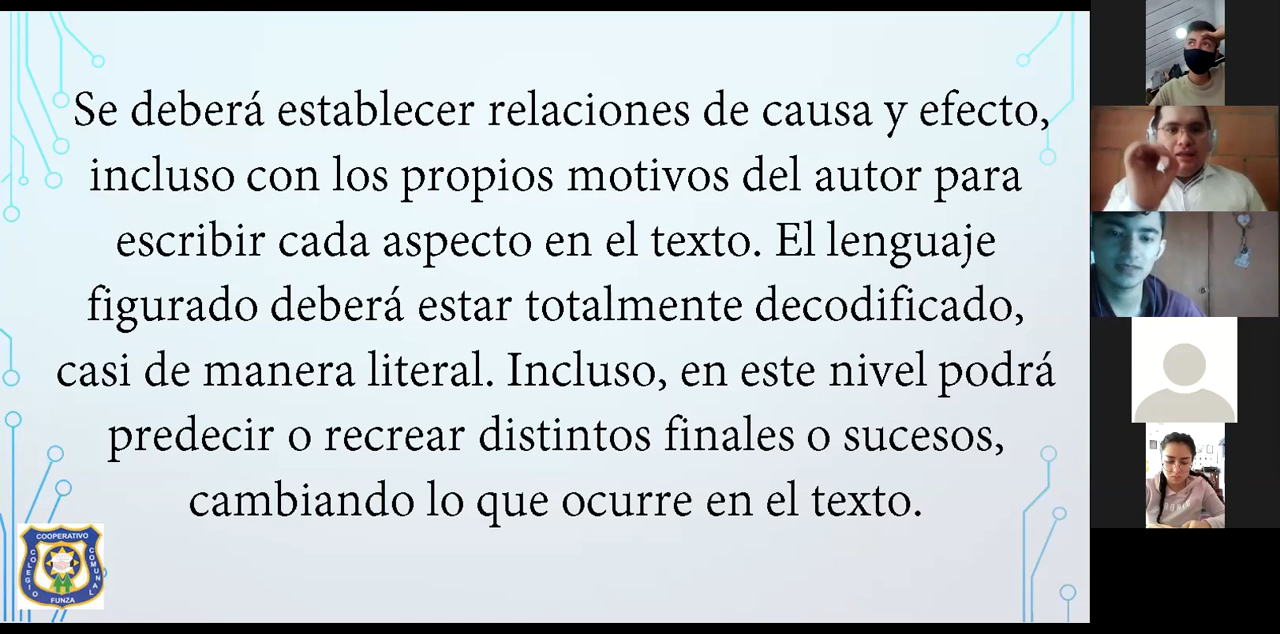 Se deberá establecer relaciones de causa y efecto,
incluso con los propios motivos del autor para
escribir cada aspecto en el texto. El lenguaje
figurado deberá estar totalmente decodificado,
casi de manera literal. Incluso, en este nivel podrá
predecir o recrear distintos finales o sucesos,
cambiando lo que ocurre en el texto.
COOPERATIVO
COLEGIO
COMUNAL
FUNZA